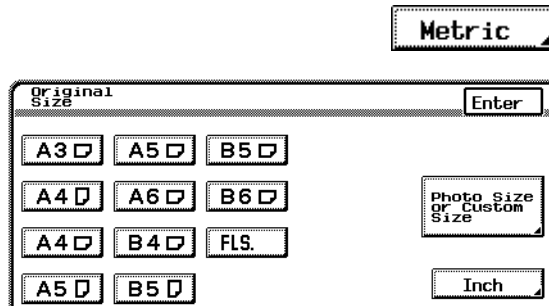 Metric
Original
Size
Enter
A3 A5 B5
A4 A6 B6
Photo Size
or Custom
Size
A4 B4 FLS.
A5 B5
Inch